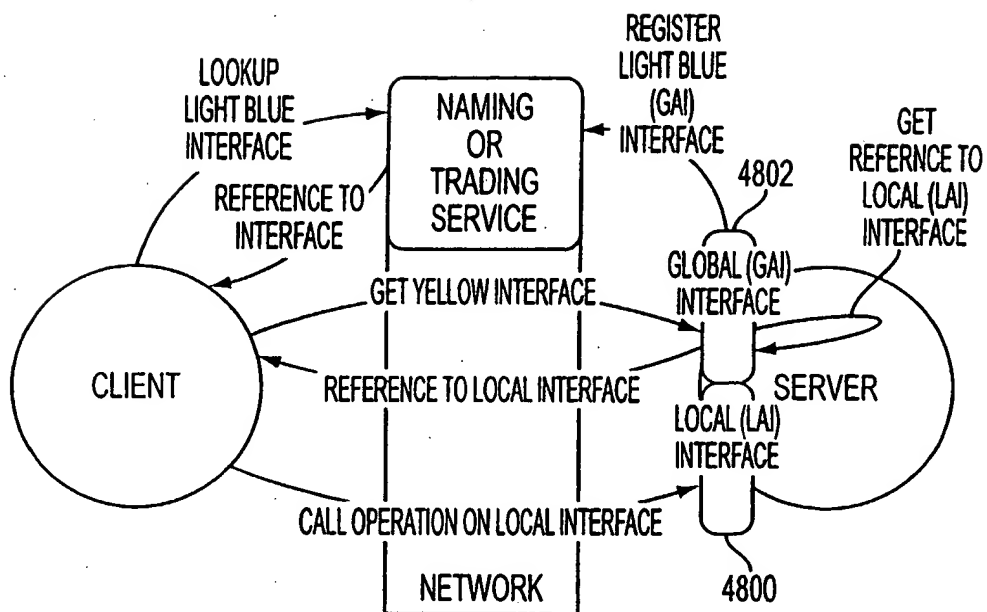 LOOKUP
LIGHT BLUE
INTERFACE
NAMING
OR
TRADING
SERVICE
REGISTER
LIGHT BLUE
(GAI)
INTERFACE
GET
REFERNCE TO
LOCAL (LAI)
INTERFACE
4802
REFERENCE TO
INTERFACE
GLOBAL (GAI)
INTERFACE
GET YELLOW INTERFACE
CLIENT
REFERENCE TO LOCAL INTERFACE
SERVER
LOCAL (LAI)
INTERFACE
CALL OPERATION ON LOCAL INTERFACE
NETWORK
4800